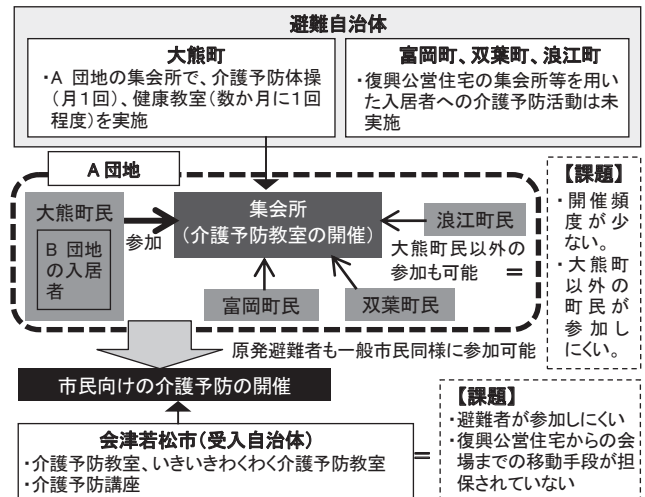 避難自治体
大熊町
・A 団地の集会所で、介護予防体操
(月1回)、健康教室(数か月に1回
程度)を実施
富岡町、双葉町、浪江町
・復興公営住宅の集会所等を用い
た入居者への介護予防活動は未
実施
A 団地
大熊町民
B 団地
の入居
者
参加
集会所
(介護予防教室の開催)
浪江町民
大熊町民以外の
参加も可能
=
富岡町民
双葉町民
【課題】
・開催頻
度が少
ない。
・大熊町
以外の
町民が
参加し
にくい。
原発避難者も一般市民同様に参加可能
市民向けの介護予防の開催
会津若松市(受入自治体)
・介護予防教室、いきいきわくわく介護予防教室
・介護予防講座
=
【課題】
・避難者が参加しにくい
・復興公営住宅からの会
場までの移動手段が担
保されていない